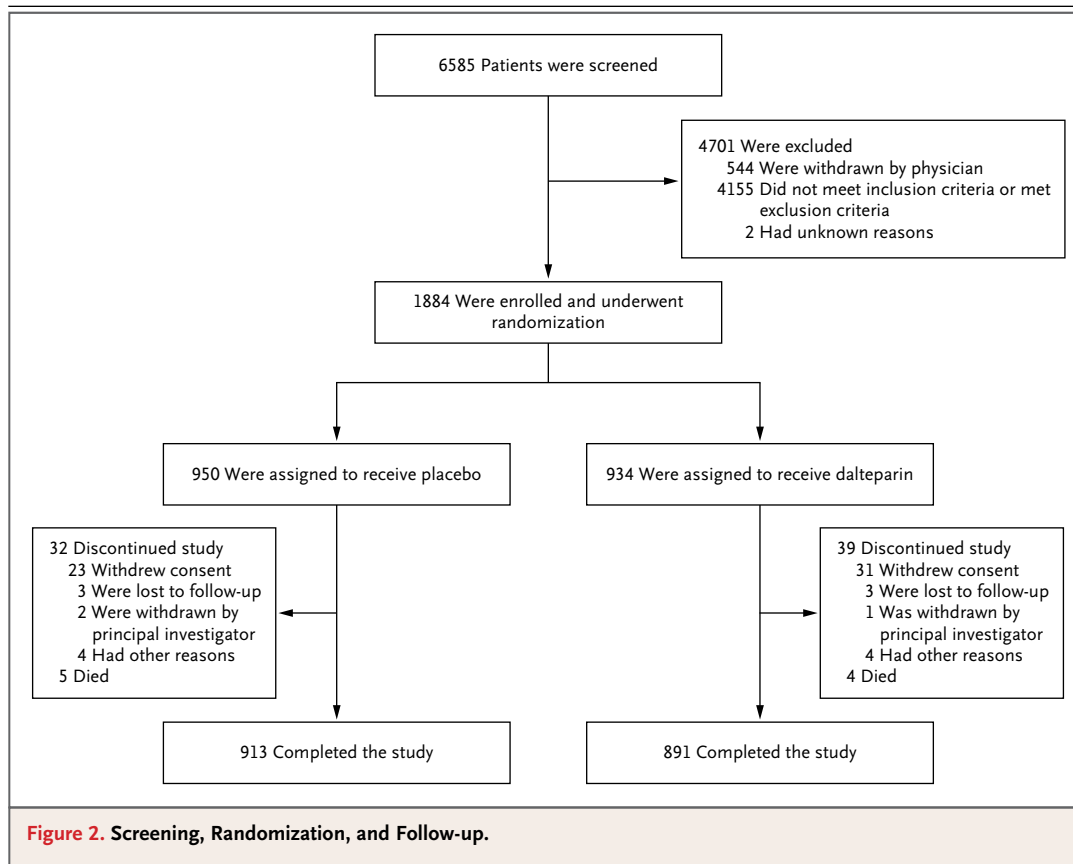 6585 Patients were screened
4701 Were excluded
544 Were withdrawn by physician
4155 Did not meet inclusion criteria or met
exclusion criteria
2 Had unknown reasons
1884 Were enrolled and underwent
randomization
950 Were assigned to receive placebo
934 Were assigned to receive dalteparin
32 Discontinued study
23 Withdrew consent
3 Were lost to follow-up
2 Were withdrawn by
principal investigator
4 Had other reasons
5 Died
39 Discontinued study
31 Withdrew consent
3 Were lost to follow-up
1 Was withdrawn by
principal investigator
4 Had other reasons
4 Died
913 Completed the study
891 Completed the study
Figure 2. Screening, Randomization, and Follow-up.